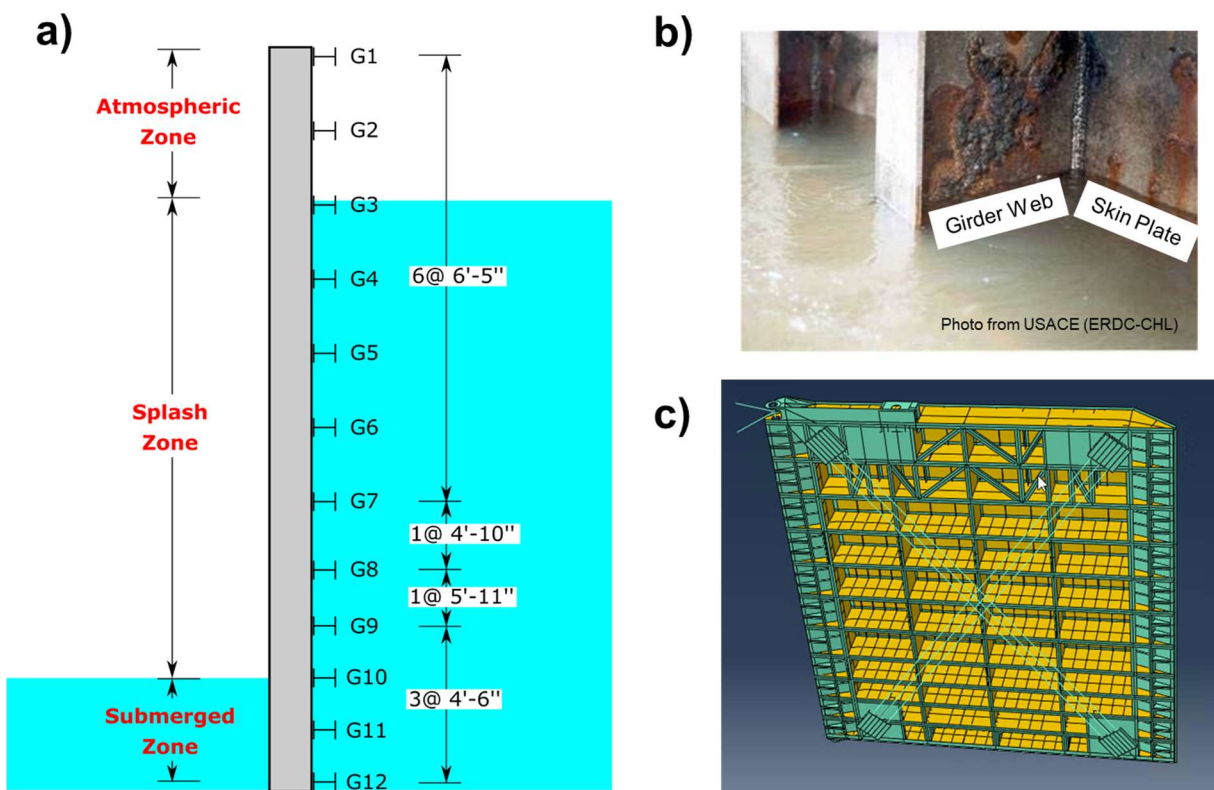 a)
Atmospheric
Zone
Splash
Zone
Submerged
Zone
G1
G2
G3
G4
G5
G6
G7
G8
G9
G10
G11
G12
6@ 6'-5''
1@ 4'-10''
1@ 5'-11''
3@ 4'-6''
b)
Girder Web
Skin Plate
Photo from USACE (ERDC-CHL)
c)